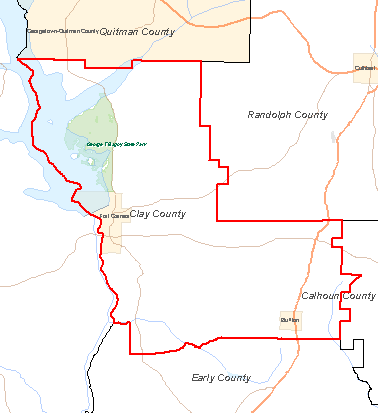 Georgetown-Quitman County
Quitman County
Cuthbert
Randolph County
George T Bagby State Park
Fort Gaines
Clay County
Calhoun County
Bluffton
Early County